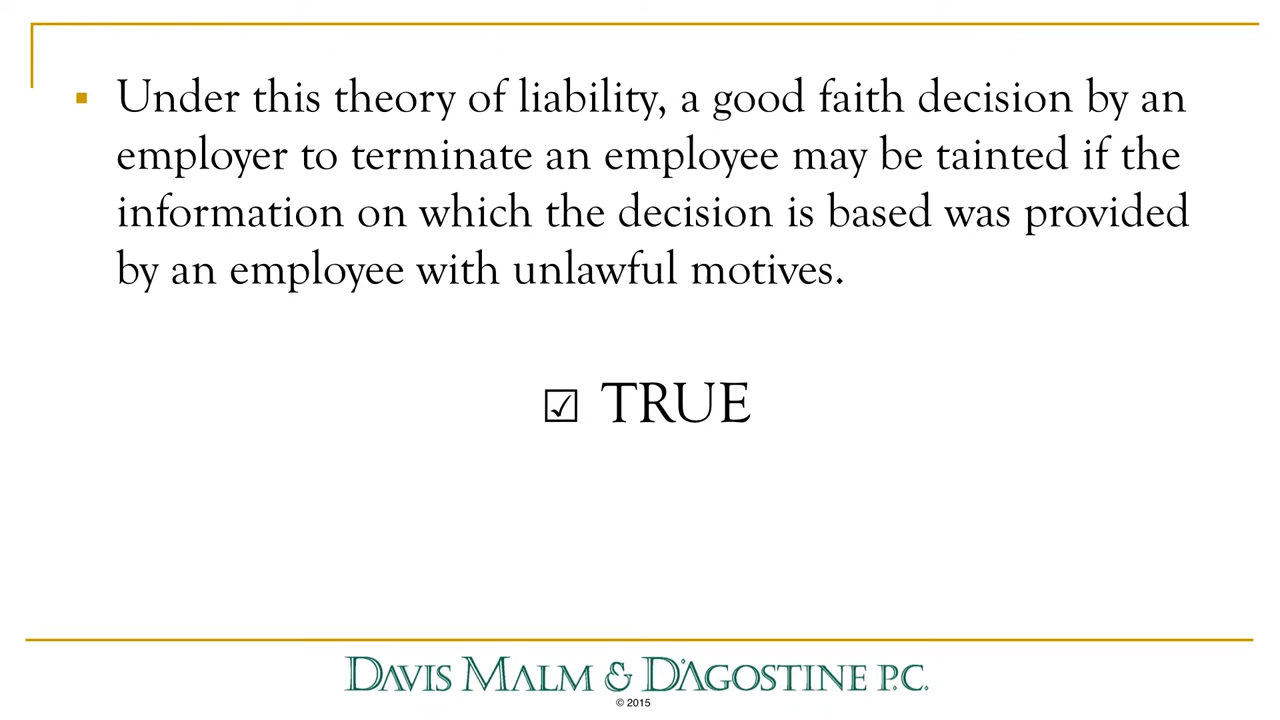 ▪ Under this theory of liability, a good faith decision by an
employer to terminate an employee may be tainted if the
information on which the decision is based was provided
by an employee with unlawful motives.
☑ TRUE
DAVIS MALM & D'AGOSTINE P.C.
© 2015